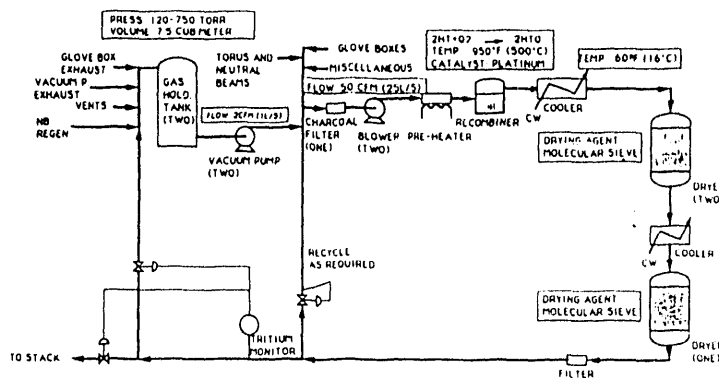 PRESS 120-750 TORR
VOLUME 7.5 CUB METER
GLOVE BOX
EXHAUST
VACUUM P.
EXHAUST
VENTS
NB
REGEN
GAS
HOLD.
TANK
(TWO)
FLOW 2CFM (1L/S)
VACUUM PUMP
(TWO)
TORUS AND
NEUTRAL
BEAMS
GLOVE BOXES
MISCELLANEOUS
FLOW 50 CFM (25L/S)
CHARCOAL
FILTER
(ONE)
BLOWER
(TWO)
PRE-HEATER
2HT+O2 → 2HTO
TEMP 950°F (500°C)
CATALYST PLATINUM
RECOMBINER
CW
COOLER
TEMP 60°F (16°C)
DRYING AGENT
MOLECULAR SIEVE
DRYE
(TWO
CW
COOLER
DRYING AGENT
MOLECULAR SIEVE
DRYE
(ONE)
RECYCLE
AS REQUIRED
TRITIUM
MONITOR
TO STACK
FILTER